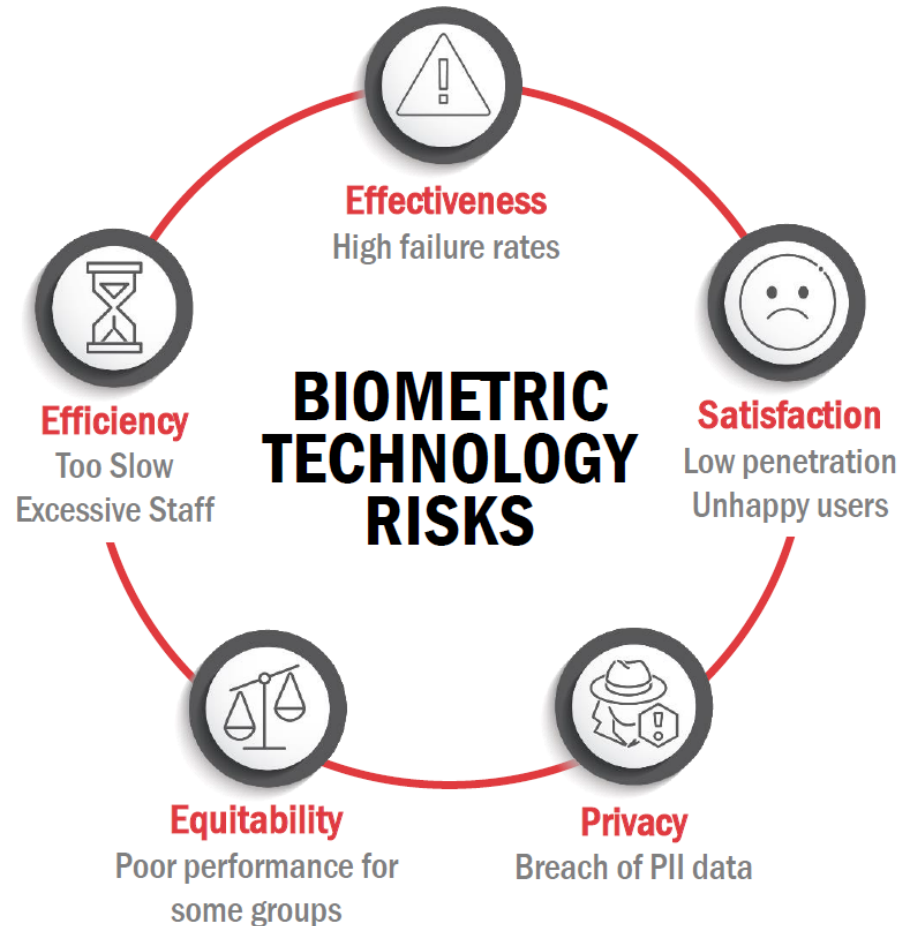 Effectiveness
High failure rates
Satisfaction
Low penetration
Unhappy users
Privacy
Breach of PII data
Equitability
Poor performance for
some groups
Efficiency
Too Slow
Excessive Staff
BIOMETRIC
TECHNOLOGY
RISKS